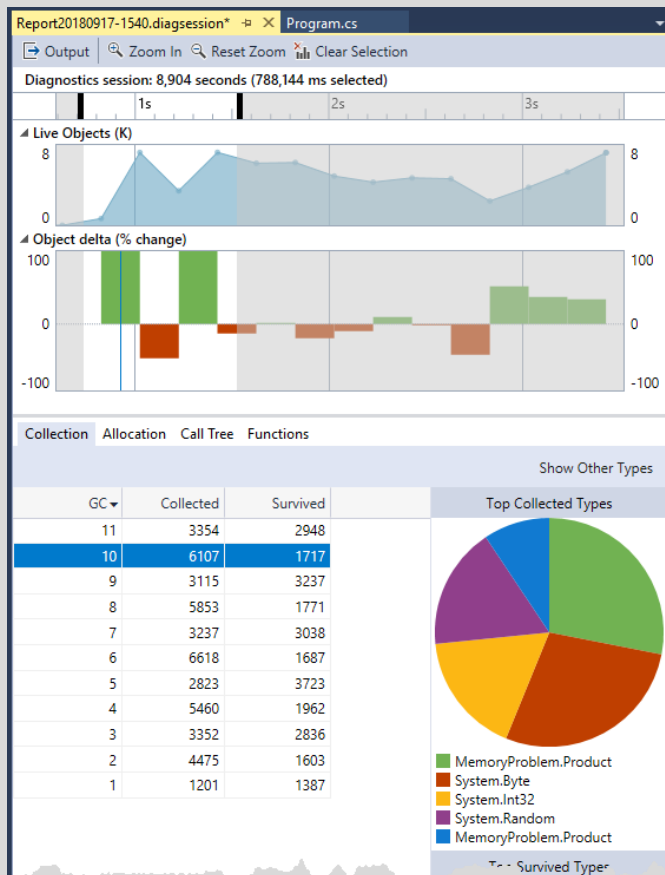 Report20180917-1540.diagsession* Program.cs
Output Zoom In Reset Zoom Clear Selection
Diagnostics session: 8,904 seconds (788,144 ms selected)
1s 2s 3s
Live Objects (K)
8 8
0 0
Object delta (% change)
100 100
0 0
-100 -100
Collection Allocation Call Tree Functions
Show Other Types
GC Collected Survived Top Collected Types
11 3354 2948
10 6107 1717
9 3115 3237
8 5853 1771
7 3237 3038
6 6618 1687
5 2823 3723
4 5460 1962
3 3352 2836
2 4475 1603
1 1201 1387
MemoryProblem.Product
System.Byte
System.Int32
System.Random
MemoryProblem.Product
Survived Types